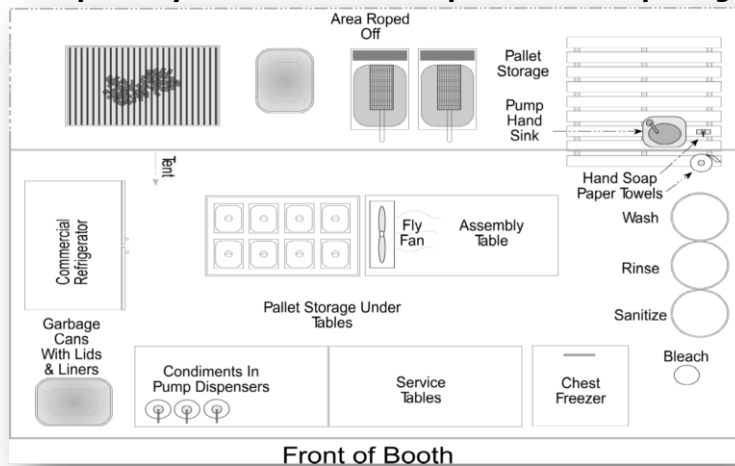 Area Roped
Off
Pallet
Storage
Pump
Hand
Sink
Hand Soap
Paper Towels
Tent
Commercial
Refrigerator
Fly
Fan
Assembly
Table
Wash
Rinse
Sanitize
Pallet Storage Under
Tables
Garbage
Cans
With Lids
& Liners
Condiments In
Pump Dispensers
Service
Tables
Chest
Freezer
Bleach
Front of Booth